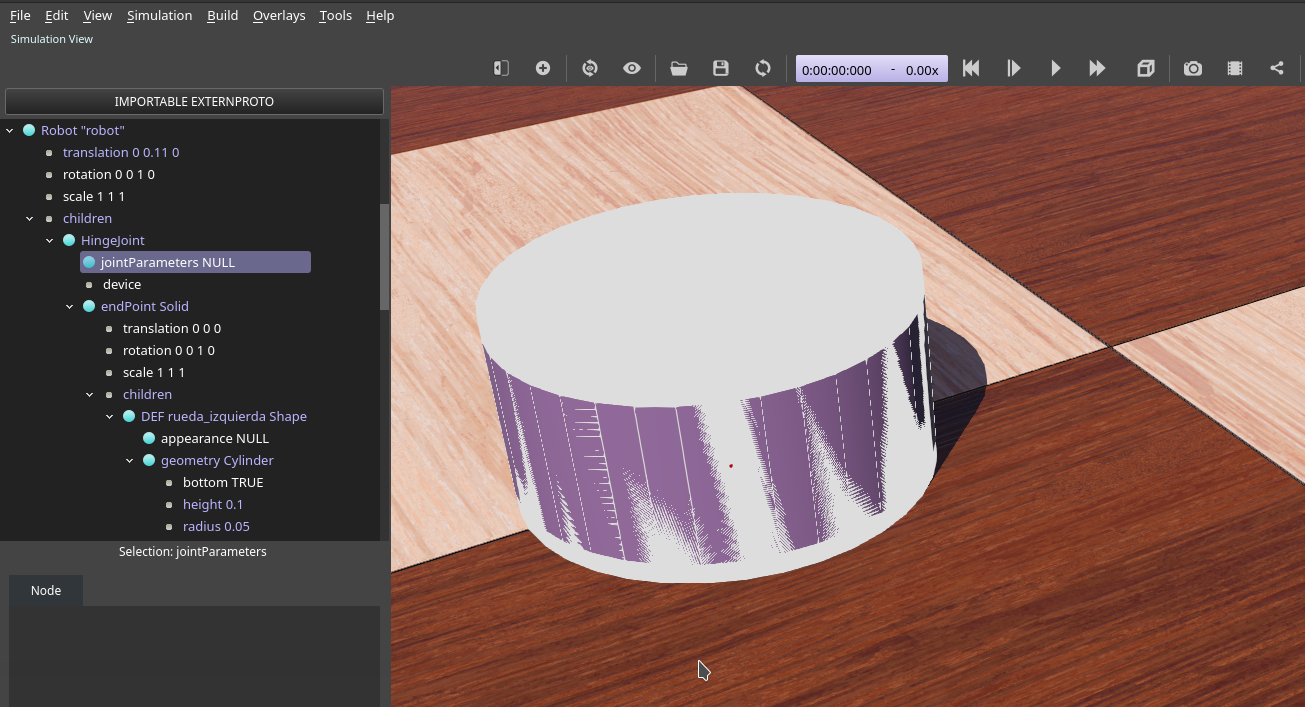 File Edit View Simulation Build Overlays Tools Help
Simulation View
0:00:00:000 - 0.00x
IMPORTABLE EXTERNPROTO
Robot "robot"
translation 0 0.11 0
rotation 0 0 1 0
scale 1 1 1
children
HingeJoint
jointParameters NULL
device
endPoint Solid
translation 0 0 0
rotation 0 0 1 0
scale 1 1 1
children
DEF rueda_izquierda Shape
appearance NULL
geometry Cylinder
bottom TRUE
height 0.1
radius 0.05
Selection: jointParameters
Node